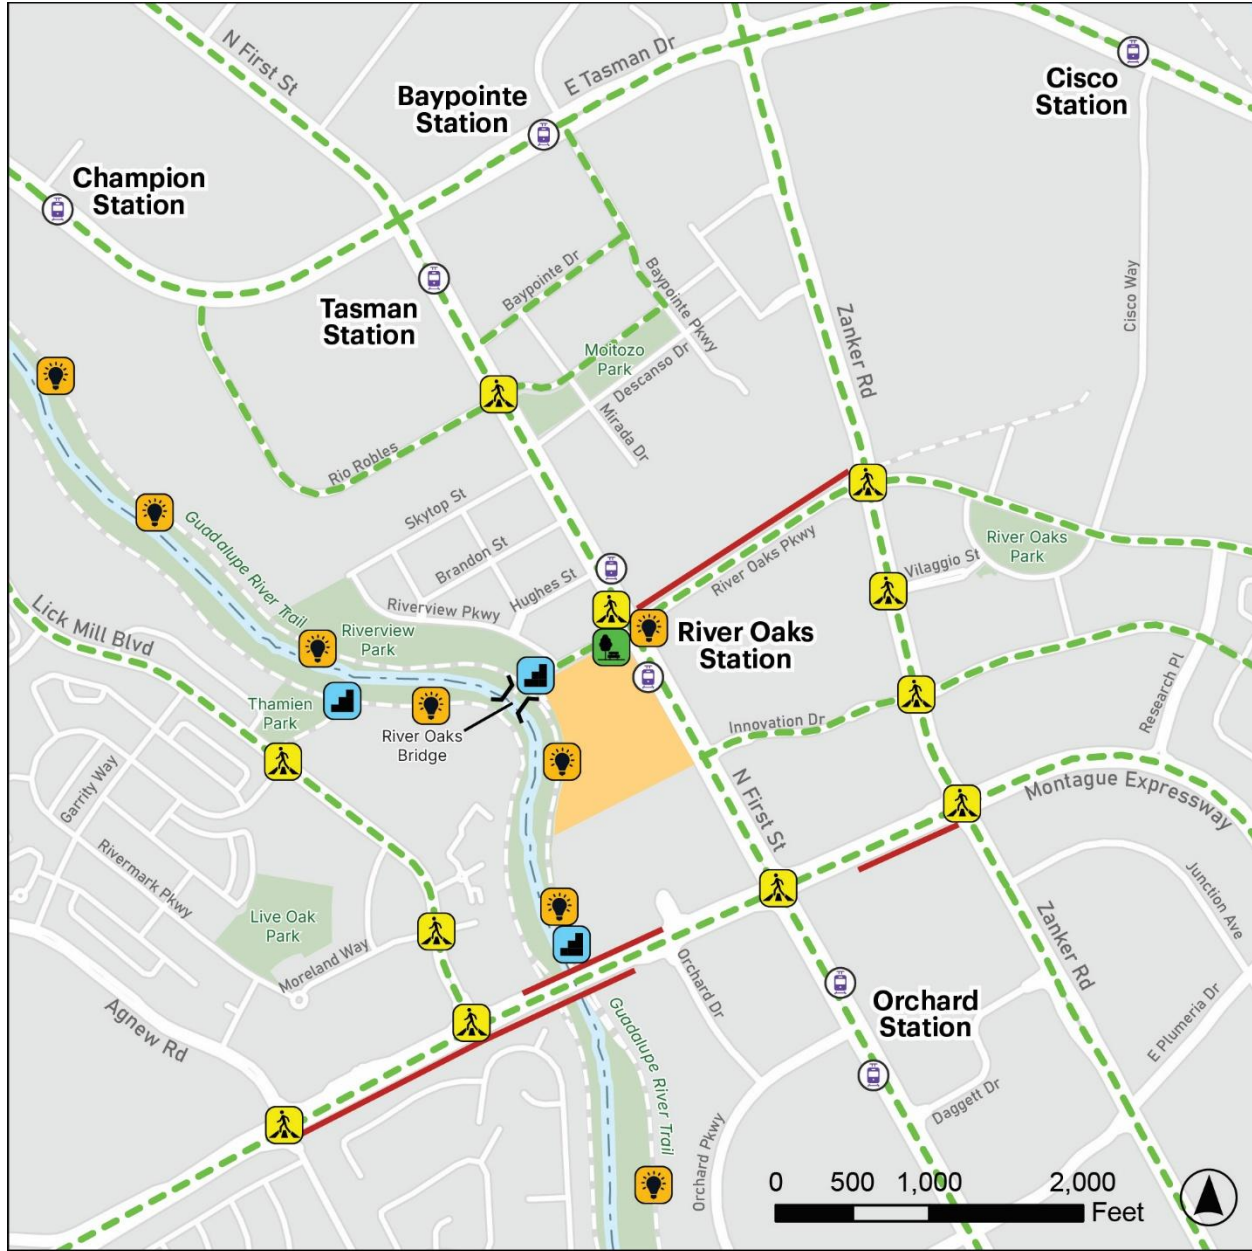 N First St
E Tasman Dr
Baypointe
Station
Cisco
Station
Champion
Station
Tasman
Station
Baypointe Dr
Baypointe Pkwy
Cisco Way
Zanker Rd
Moitozo
Park
Descanso Dr
Mirada Dr
Rio Robles
Skytop St
Brandon St
Hughes St
Riverview Pkwy
Guadalupe River Trail
River Oaks Pkwy
River Oaks
Park
Vilaggio St
Lick Mill Blvd
Riverview
Park
River Oaks
Station
Thamien
Park
River Oaks
Bridge
Innovation Dr
Research Pl
Garrity Way
N First St
Montague Expressway
Rivermark Pkwy
Live Oak
Park
Moreland Way
Junction Ave
Zanker Rd
Orchard Dr
Agnew Rd
Guadalupe River Trail
Orchard
Station
E Plumeria Dr
Daggett Dr
Orchard Pkwy
0 500 1,000 2,000
Feet